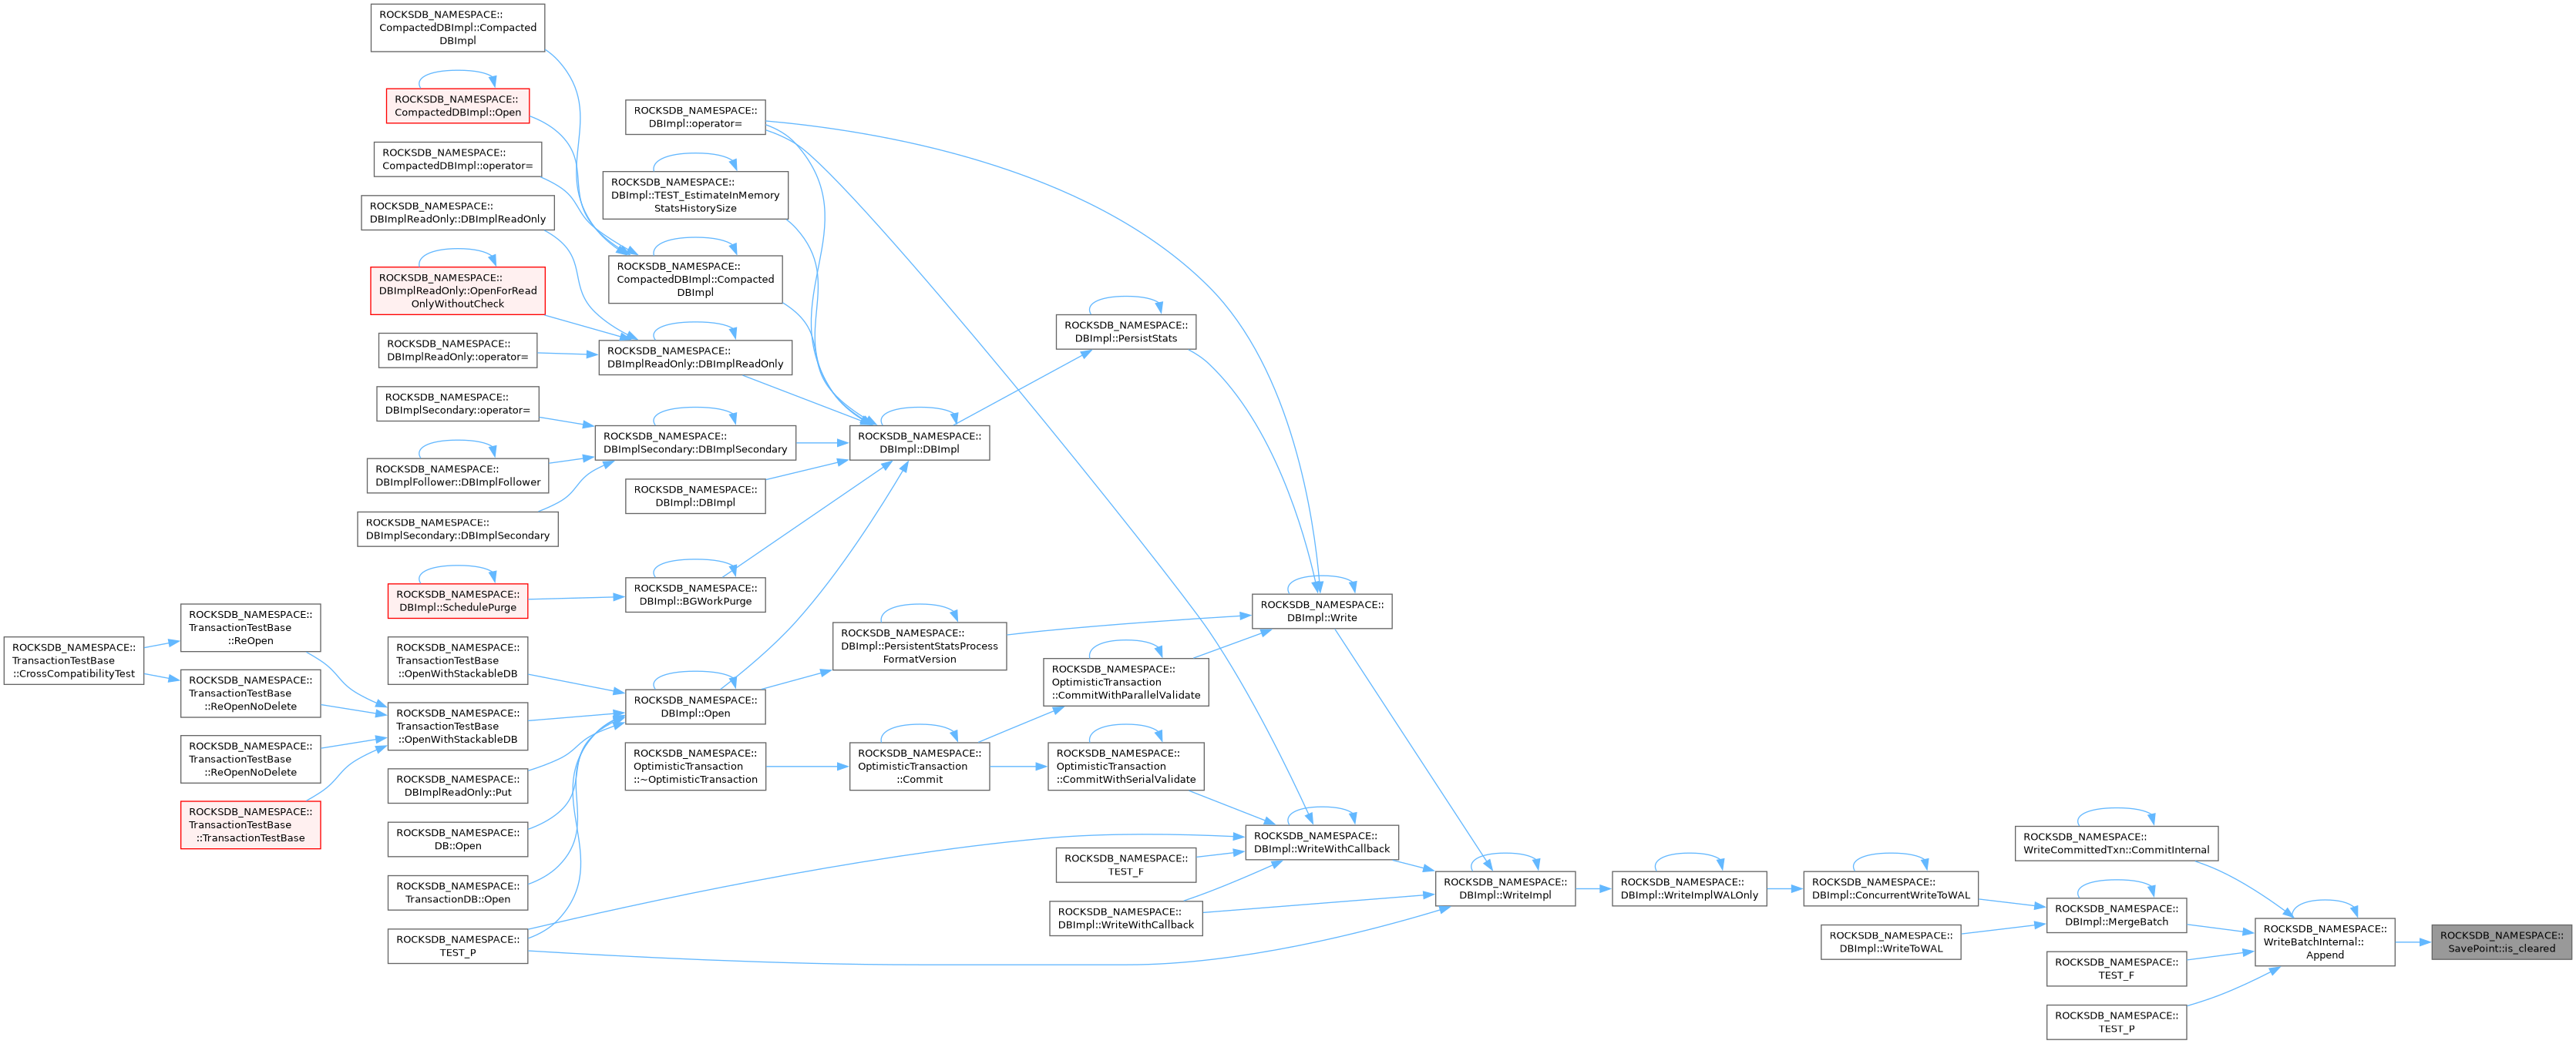 ROCKSDB_NAMESPACE::
CompactedDBImpl::Compacted
DBImpl
ROCKSDB_NAMESPACE::
CompactedDBImpl::Open
ROCKSDB_NAMESPACE::
CompactedDBImpl::operator=
ROCKSDB_NAMESPACE::
DBImplReadOnly::DBImplReadOnly
ROCKSDB_NAMESPACE::
DBImplReadOnly::OpenForRead
OnlyWithoutCheck
ROCKSDB_NAMESPACE::
DBImplReadOnly::operator=
ROCKSDB_NAMESPACE::
DBImplSecondary::operator=
ROCKSDB_NAMESPACE::
DBImplFollower::DBImplFollower
ROCKSDB_NAMESPACE::
DBImplSecondary::DBImplSecondary
ROCKSDB_NAMESPACE::
DBImpl::SchedulePurge
ROCKSDB_NAMESPACE::
TransactionTestBase
::OpenWithStackableDB
ROCKSDB_NAMESPACE::
TransactionTestBase
::OpenWithStackableDB
ROCKSDB_NAMESPACE::
DBImplReadOnly::Put
ROCKSDB_NAMESPACE::
DB::Open
ROCKSDB_NAMESPACE::
TransactionDB::Open
ROCKSDB_NAMESPACE::
TEST_P
ROCKSDB_NAMESPACE::
TransactionTestBase
::ReOpen
ROCKSDB_NAMESPACE::
TransactionTestBase
::ReOpenNoDelete
ROCKSDB_NAMESPACE::
TransactionTestBase
::ReOpenNoDelete
ROCKSDB_NAMESPACE::
TransactionTestBase
::TransactionTestBase
ROCKSDB_NAMESPACE::
TransactionTestBase
::CrossCompatibilityTest
ROCKSDB_NAMESPACE::
DBImpl::operator=
ROCKSDB_NAMESPACE::
DBImpl::TEST_EstimateInMemory
StatsHistorySize
ROCKSDB_NAMESPACE::
CompactedDBImpl::Compacted
DBImpl
ROCKSDB_NAMESPACE::
DBImplReadOnly::DBImplReadOnly
ROCKSDB_NAMESPACE::
DBImplSecondary::DBImplSecondary
ROCKSDB_NAMESPACE::
DBImpl::DBImpl
ROCKSDB_NAMESPACE::
DBImpl::BGWorkPurge
ROCKSDB_NAMESPACE::
DBImpl::Open
ROCKSDB_NAMESPACE::
OptimisticTransaction
::~OptimisticTransaction
ROCKSDB_NAMESPACE::
DBImpl::DBImpl
ROCKSDB_NAMESPACE::
DBImpl::PersistentStatsProcess
FormatVersion
ROCKSDB_NAMESPACE::
OptimisticTransaction
::Commit
ROCKSDB_NAMESPACE::
DBImpl::PersistStats
ROCKSDB_NAMESPACE::
OptimisticTransaction
::CommitWithParallelValidate
ROCKSDB_NAMESPACE::
OptimisticTransaction
::CommitWithSerialValidate
ROCKSDB_NAMESPACE::
TEST_F
ROCKSDB_NAMESPACE::
DBImpl::WriteWithCallback
ROCKSDB_NAMESPACE::
DBImpl::Write
ROCKSDB_NAMESPACE::
DBImpl::WriteWithCallback
ROCKSDB_NAMESPACE::
DBImpl::WriteImpl
ROCKSDB_NAMESPACE::
DBImpl::WriteImplWALOnly
ROCKSDB_NAMESPACE::
DBImpl::ConcurrentWriteToWAL
ROCKSDB_NAMESPACE::
DBImpl::WriteToWAL
ROCKSDB_NAMESPACE::
WriteCommittedTxn::CommitInternal
ROCKSDB_NAMESPACE::
DBImpl::MergeBatch
ROCKSDB_NAMESPACE::
TEST_F
ROCKSDB_NAMESPACE::
TEST_P
ROCKSDB_NAMESPACE::
WriteBatchInternal::
Append
ROCKSDB_NAMESPACE::
SavePoint::is_cleared